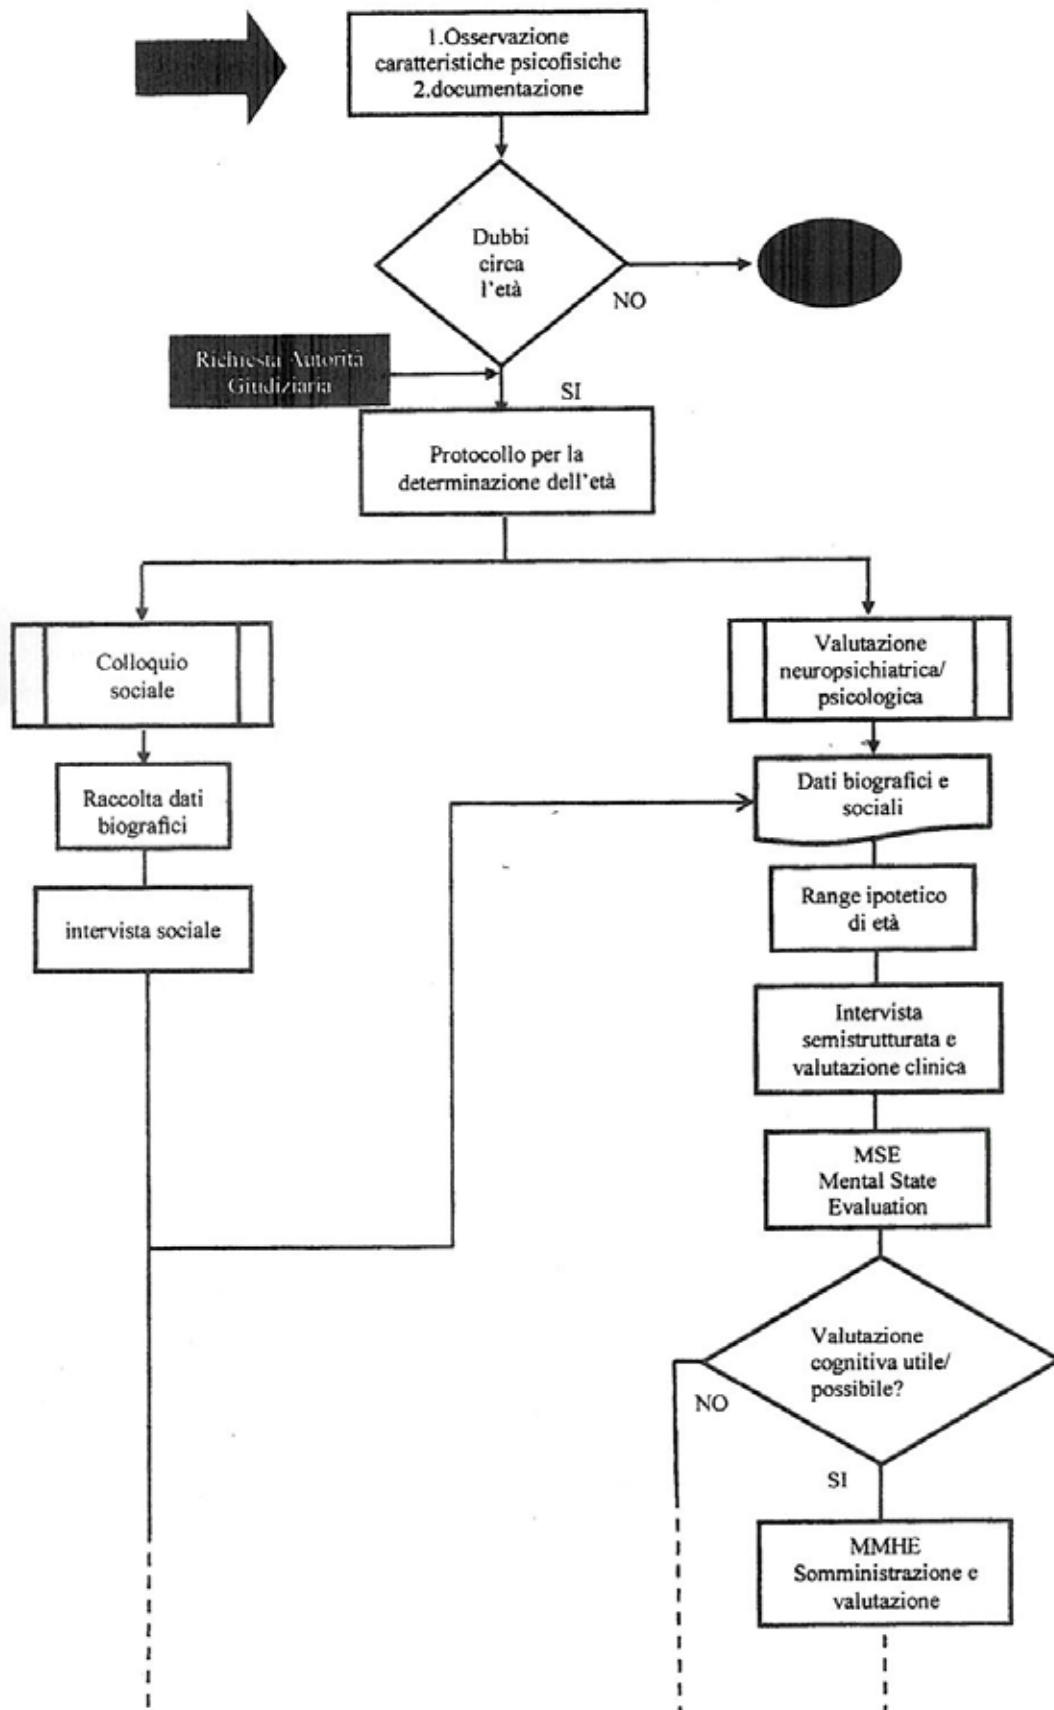 1.Osservazione
caratteristiche psicofisiche
2.documentazione
Dubbi
circa
l'età
NO
Richiesta Autorità
Giudiziaria
SI
Protocollo per la
determinazione dell'età
Colloquio
sociale
Valutazione
neuropsichiatrica/
psicologica
Raccolta dati
biografici
Dati biografici e
sociali
intervista sociale
Range ipotetico
di età
Intervista
semistrutturata e
valutazione clinica
MSE
Mental State
Evaluation
Valutazione
cognitiva utile/
possibile?
NO
SI
MMHE
Somministrazione e
valutazione